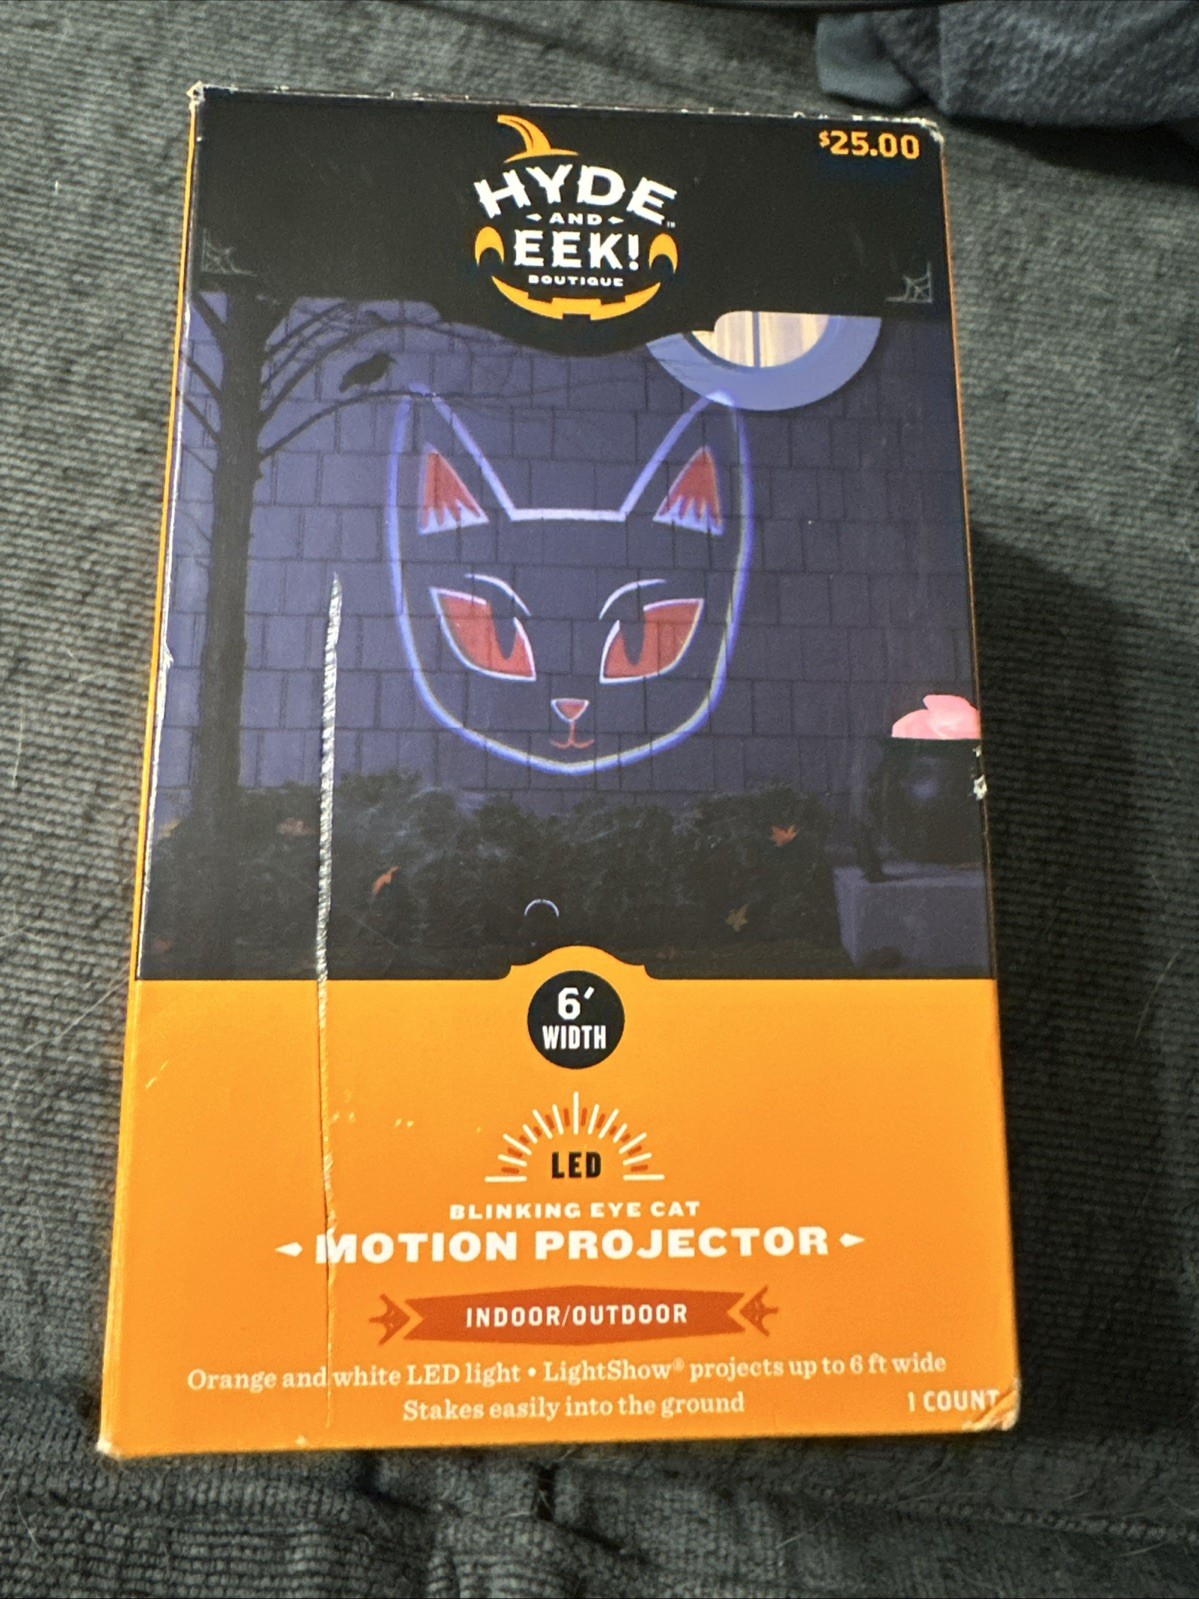 $25.00
HYDE
AND
EEK!
BOUTIQUE
6′
WIDTH
LED
BLINKING EYE CAT
MOTION PROJECTOR
INDOOR/OUTDOOR
Orange and white LED light • LightShow® projects up to 6 ft wide
Stakes easily into the ground
1 COUNT